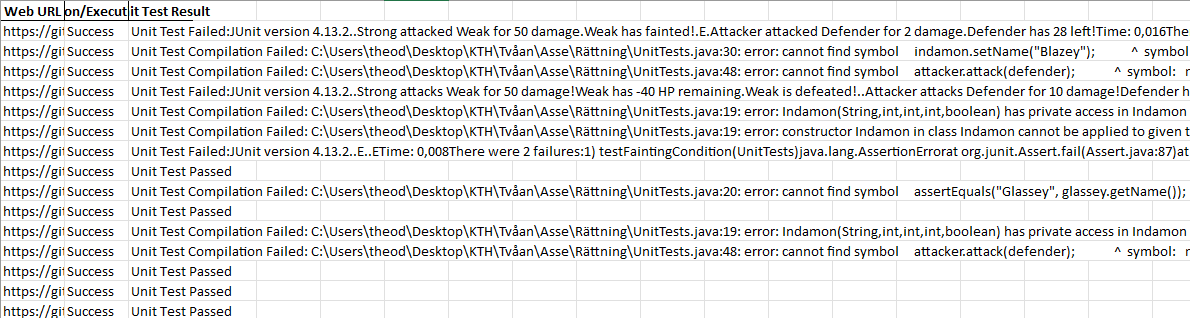 Web URL on/Execut it Test Result
https://git Success Unit Test Failed:JUnit version 4.13.2..Strong attacked Weak for 50 damage.Weak has fainted!.E.Attacker attacked Defender for 2 damage.Defender has 28 left!Time: 0,016The
https://git Success Unit Test Compilation Failed: C:\Users\theod\Desktop\KTH\Tvåan\Asse\Rättning\UnitTests.java:30: error: cannot find symbol indamon.setName("Blazey"); ^ symbol
https://git Success Unit Test Compilation Failed: C:\Users\theod\Desktop\KTH\Tvåan\Asse\Rättning\UnitTests.java:48: error: cannot find symbol attacker.attack(defender); ^ symbol:
https://git Success Unit Test Failed:JUnit version 4.13.2..Strong attacks Weak for 50 damage!Weak has -40 HP remaining.Weak is defeated!..Attacker attacks Defender for 10 damage!Defender h
https://git Success Unit Test Compilation Failed: C:\Users\theod\Desktop\KTH\Tvåan\Asse\Rättning\UnitTests.java:19: error: Indamon(String,int,int,int,boolean) has private access in Indamon
https://git Success Unit Test Compilation Failed: C:\Users\theod\Desktop\KTH\Tvåan\Asse\Rättning\UnitTests.java:19: error: constructor Indamon in class Indamon cannot be applied to given t
https://git Success Unit Test Failed:JUnit version 4.13.2..E..ETime: 0,008There were 2 failures:1) testFaintingCondition(UnitTests)java.lang.AssertionErrorat org.junit.Assert.fail(Assert.java:87)at
https://git Success Unit Test Passed
https://git Success Unit Test Compilation Failed: C:\Users\theod\Desktop\KTH\Tvåan\Asse\Rättning\UnitTests.java:20: error: cannot find symbol assertEquals("Glassey", glassey.getName());
https://git Success Unit Test Passed
https://git Success Unit Test Compilation Failed: C:\Users\theod\Desktop\KTH\Tvåan\Asse\Rättning\UnitTests.java:19: error: Indamon(String,int,int,int,boolean) has private access in Indamon
https://git Success Unit Test Compilation Failed: C:\Users\theod\Desktop\KTH\Tvåan\Asse\Rättning\UnitTests.java:48: error: cannot find symbol attacker.attack(defender); ^ symbol:
https://git Success Unit Test Passed
https://git Success Unit Test Passed
https://git Success Unit Test Passed